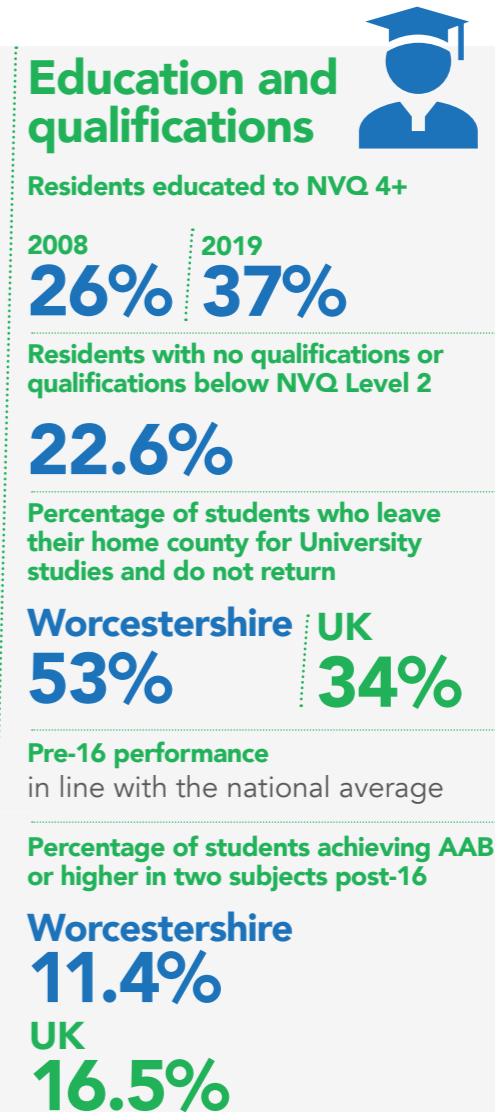 Education and
qualifications
Residents educated to NVQ 4+
2008 2019
26% 37%
Residents with no qualifications or
qualifications below NVQ Level 2
22.6%
Percentage of students who leave
their home county for University
studies and do not return
Worcestershire UK
53% 34%
Pre-16 performance
in line with the national average
Percentage of students achieving AAB
or higher in two subjects post-16
Worcestershire
11.4%
UK
16.5%